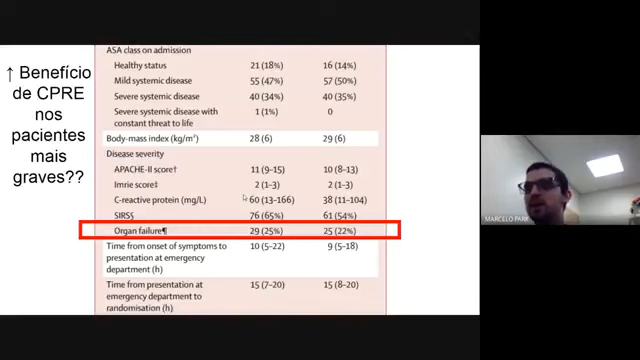 ↑ Benefício
de CPRE
nos
pacientes
mais
graves??
ASA class on admission
Healthy status 21 (18%) 16 (14%)
Mild systemic disease 55 (47%) 57 (50%)
Severe systemic disease 40 (34%) 40 (35%)
Severe systemic disease with 1 (1%) 0
constant threat to life
Body-mass index (kg/m²) 28 (6) 29 (6)
Disease severity
APACHE-II score† 11 (9–15) 10 (8–13)
Imrie score‡ 2 (1–3) 2 (1–3)
C-reactive protein (mg/L) 60 (13–166) 38 (11–104)
SIRS§ 76 (65%) 61 (54%)
Organ failure¶ 29 (25%) 25 (22%)
Time from onset of symptoms to 10 (5–22) 9 (5–18)
presentation at emergency
department (h)
Time from presentation at 15 (7–20) 15 (8–20)
emergency department to
randomisation (h)
MARCELO PARK